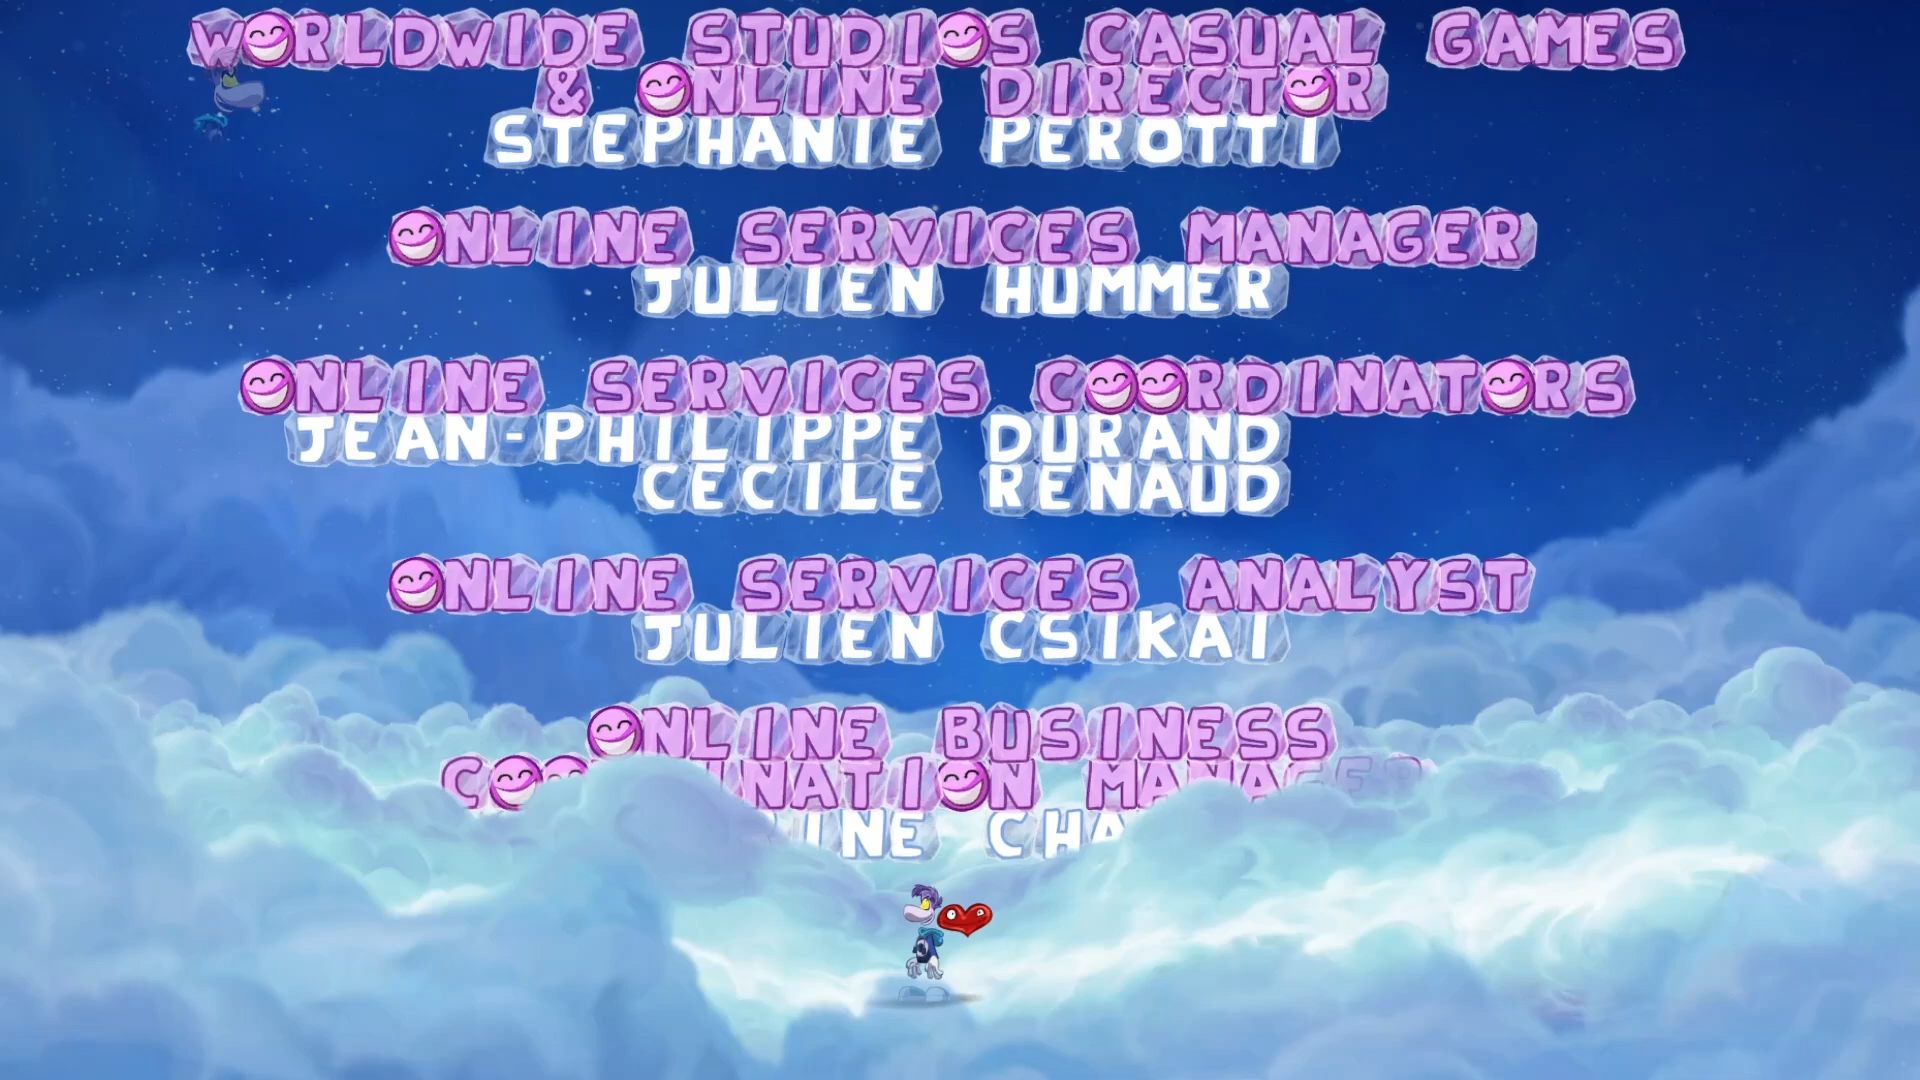 WORLDWIDE STUDIOS CASUAL GAMES
& ONLINE DIRECTOR
STEPHANIE PEROTTI
ONLINE SERVICES MANAGER
JULIEN HUMMER
ONLINE SERVICES COORDINATORS
JEAN-PHILIPPE DURAND
CECILE RENAUD
ONLINE SERVICES ANALYST
JULIEN CSIKAI
ONLINE BUSINESS
MANAGER